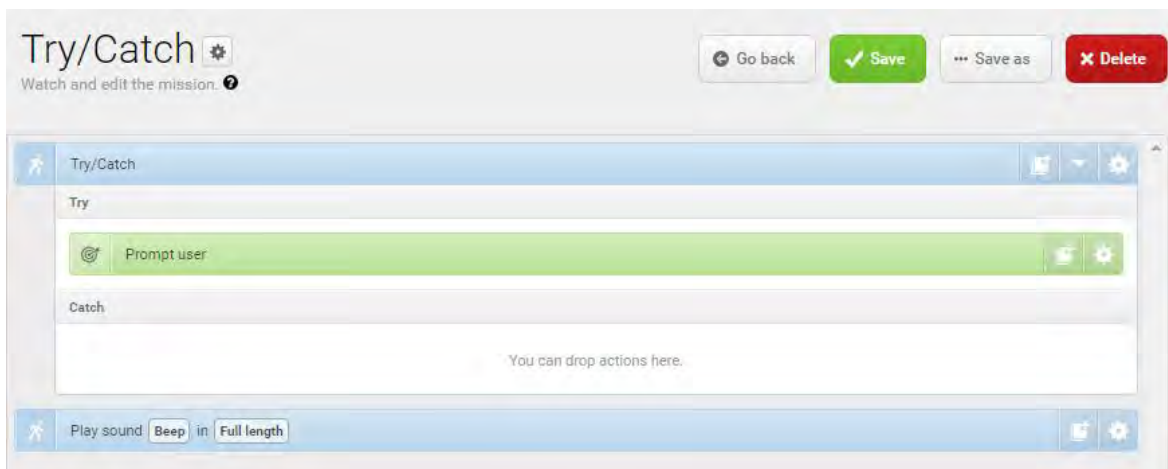 Try/Catch
Watch and edit the mission.
Go back
Save
Save as
Delete
Try/Catch
Try
Prompt user
Catch
You can drop actions here.
Play sound Beep in Full length